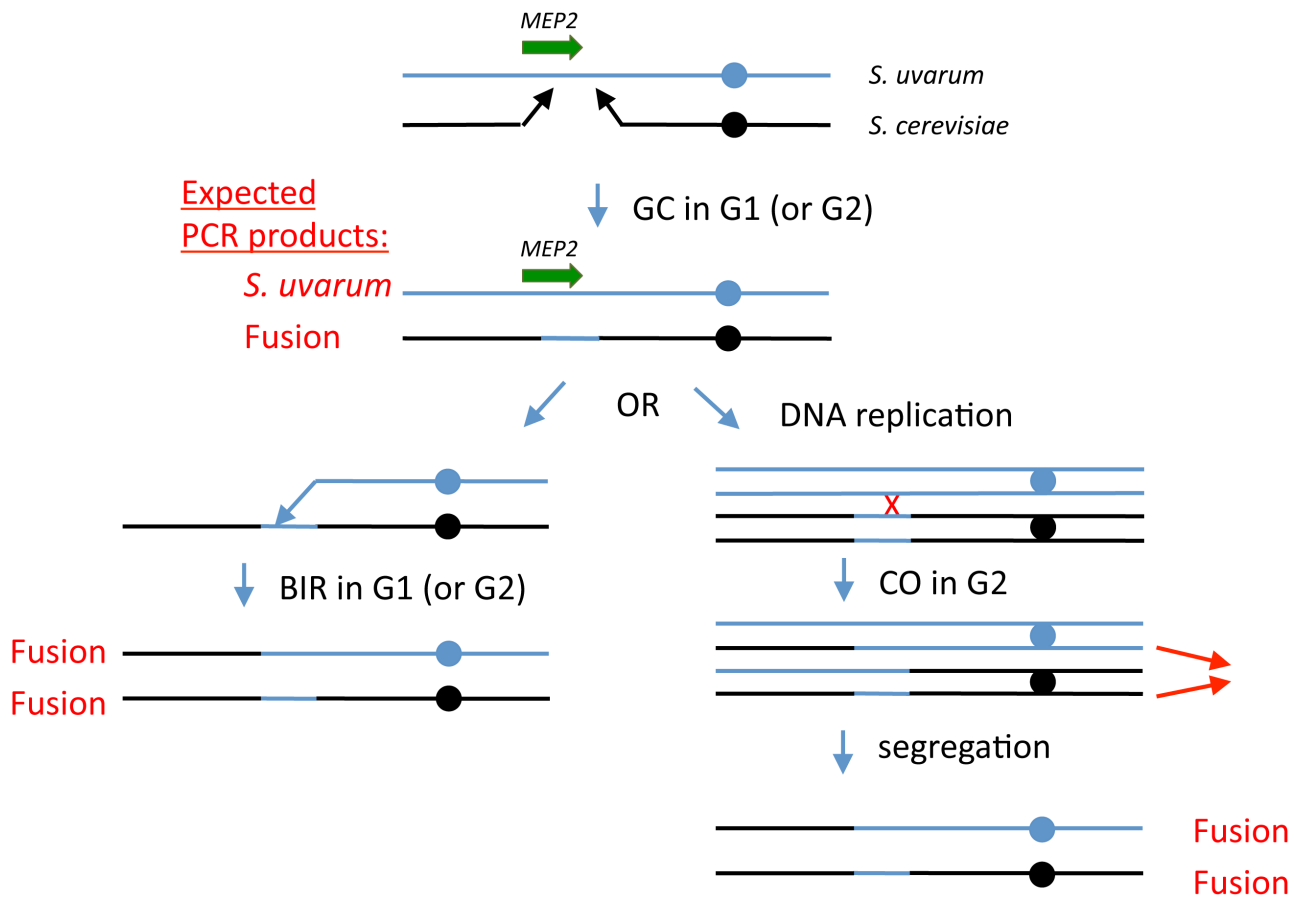 MEP2
S. uvarum
S. cerevisiae
Expected
PCR products:
GC in G1 (or G2)
MEP2
S. uvarum
Fusion
OR
DNA replication
X
BIR in G1 (or G2)
CO in G2
Fusion
Fusion
segregation
Fusion
Fusion